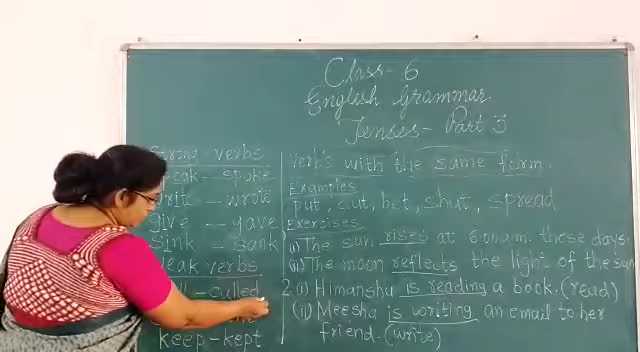 Class - 6
English Grammar
Tenses - Part 3
Strong verbs
speak - spoke
write - wrote
give - gave
sink - sank
Weak verbs
- culled
keep - kept
Verbs with the same form.
Examples
put, cut, bet, shut, spread
Exercises
(i) The sun rises at 6:00 a.m. these days.
(ii) The moon reflects the light of the sun
2. (i) Himanshu is reading a book. (read)
(ii) Meesha is writing an email to her
friend. (write)